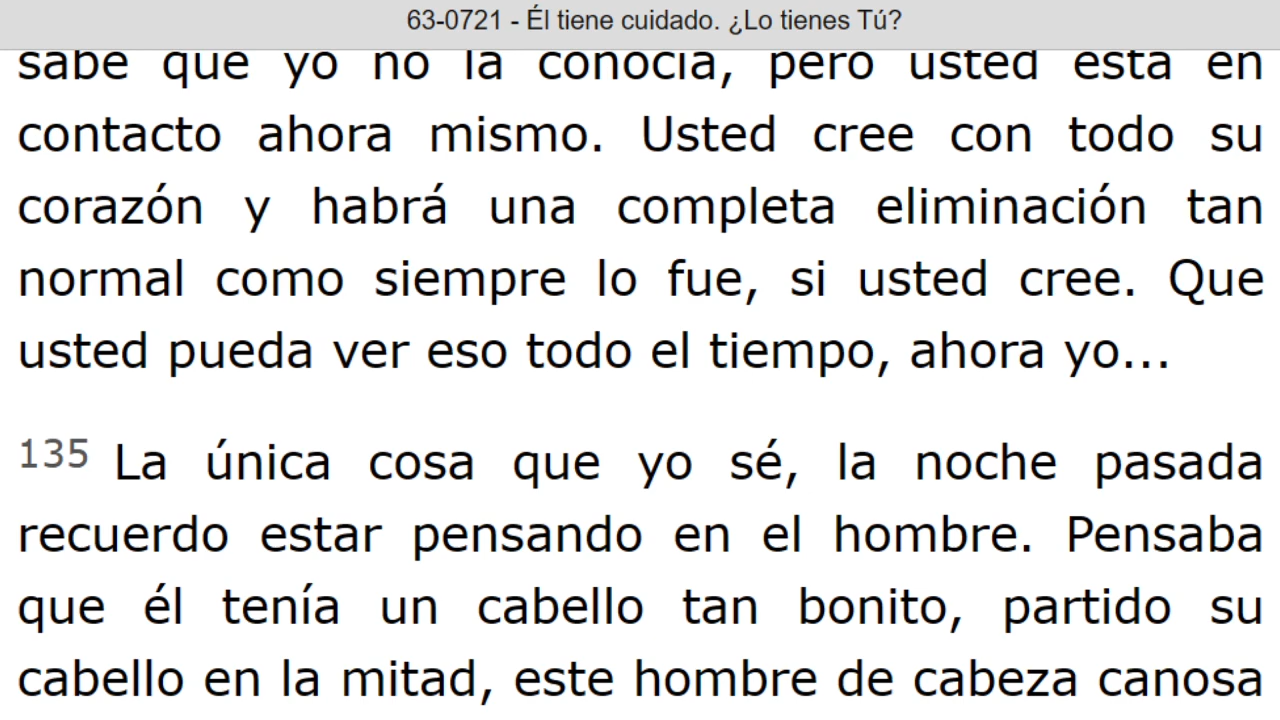 63-0721 - Él tiene cuidado. ¿Lo tienes Tú?
sabe que yo no la conocía, pero usted está en
contacto ahora mismo. Usted cree con todo su
corazón y habrá una completa eliminación tan
normal como siempre lo fue, si usted cree. Que
usted pueda ver eso todo el tiempo, ahora yo...
135 La única cosa que yo sé, la noche pasada
recuerdo estar pensando en el hombre. Pensaba
que él tenía un cabello tan bonito, partido su
cabello en la mitad, este hombre de cabeza canosa